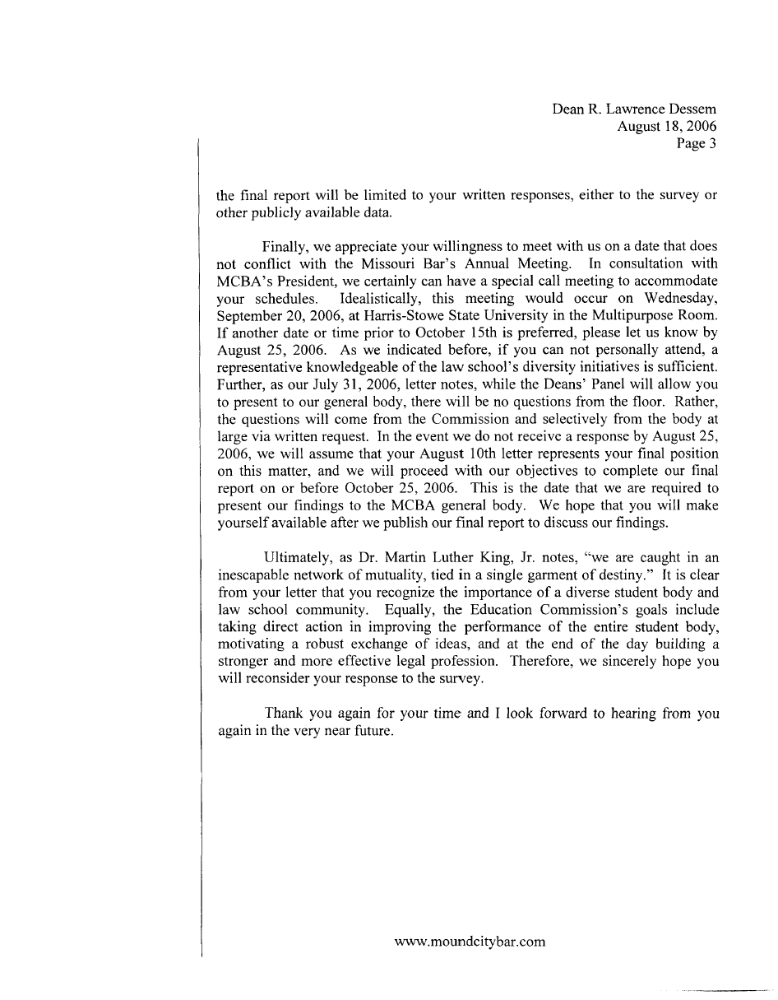 Dean R. Lawrence Dessem
August 18, 2006
Page 3
the final report will be limited to your written responses, either to the survey or
other publicly available data.
Finally, we appreciate your willingness to meet with us on a date that does
not conflict with the Missouri Bar's Annual Meeting. In consultation with
MCBA's President, we certainly can have a special call meeting to accommodate
your schedules. Idealistically, this meeting would occur on Wednesday,
September 20, 2006, at Harris-Stowe State University in the Multipurpose Room.
If another date or time prior to October 15th is preferred, please let us know by
August 25, 2006. As we indicated before, if you can not personally attend, a
representative knowledgeable of the law school's diversity initiatives is sufficient.
Further, as our July 31, 2006, letter notes, while the Deans' Panel will allow you
to present to our general body, there will be no questions from the floor. Rather,
the questions will come from the Commission and selectively from the body at
large via written request. In the event we do not receive a response by August 25,
2006, we will assume that your August 10th letter represents your final position
on this matter, and we will proceed with our objectives to complete our final
report on or before October 25, 2006. This is the date that we are required to
present our findings to the MCBA general body. We hope that you will make
yourself available after we publish our final report to discuss our findings.
Ultimately, as Dr. Martin Luther King, Jr. notes, "we are caught in an
inescapable network of mutuality, tied in a single garment of destiny." It is clear
from your letter that you recognize the importance of a diverse student body and
law school community. Equally, the Education Commission's goals include
taking direct action in improving the performance of the entire student body,
motivating a robust exchange of ideas, and at the end of the day building a
stronger and more effective legal profession. Therefore, we sincerely hope you
will reconsider your response to the survey.
Thank you again for your time and I look forward to hearing from you
again in the very near future.
www.moundcitybar.com